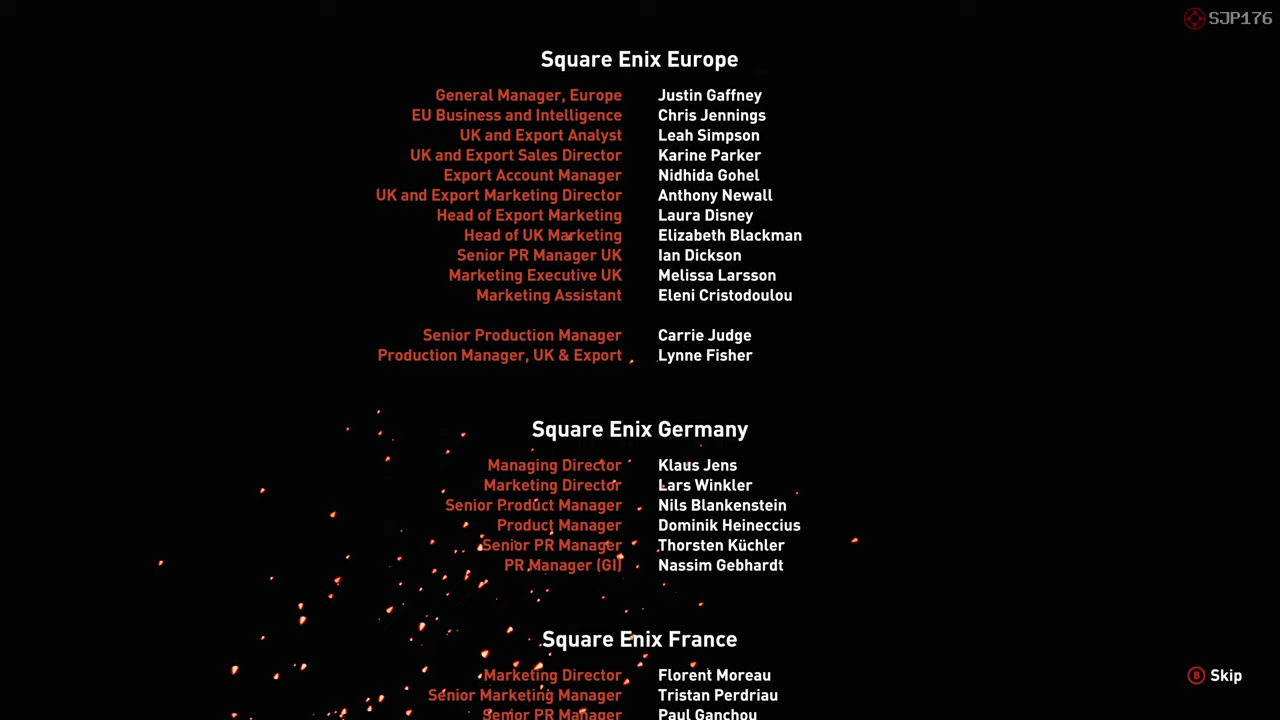 SJP176
Square Enix Europe
General Manager, Europe Justin Gaffney
EU Business and Intelligence Chris Jennings
UK and Export Analyst Leah Simpson
UK and Export Sales Director Karine Parker
Export Account Manager Nidhida Gohel
UK and Export Marketing Director Anthony Newall
Head of Export Marketing Laura Disney
Head of UK Marketing Elizabeth Blackman
Senior PR Manager UK Ian Dickson
Marketing Executive UK Melissa Larsson
Marketing Assistant Eleni Cristodoulou
Senior Production Manager Carrie Judge
Production Manager, UK & Export Lynne Fisher
Square Enix Germany
Managing Director Klaus Jens
Marketing Director Lars Winkler
Senior Product Manager Nils Blankenstein
Product Manager Dominik Heineccius
Senior PR Manager Thorsten Küchler
PR Manager (GI) Nassim Gebhardt
Square Enix France
Marketing Director Florent Moreau
B Skip
Senior Marketing Manager Tristan Perdriau
Senior PR Manager Paul Ganchou